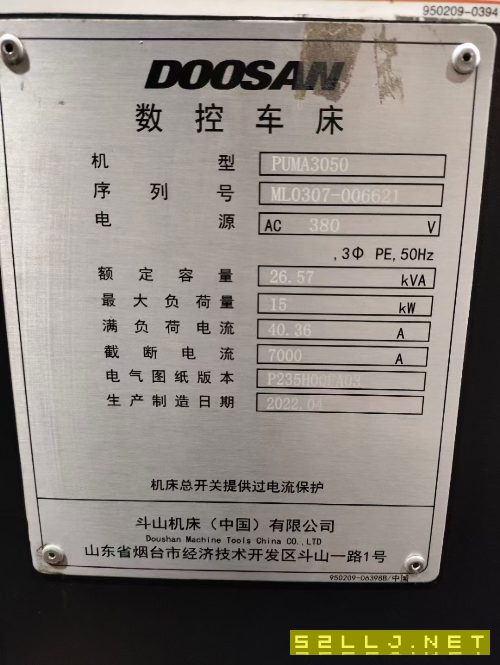 950209-0394
DOOSAN
数控车床
机型 PUMA3050
序列号 ML0307-006621
电源 AC 380 V
,3Φ PE,50Hz
额定容量 26.57 kVA
最大负荷量 15 kW
满负荷电流 40.36 A
截断电流 7000 A
电气图纸版本 P235H00PA03
生产制造日期 2022.04
机床总开关提供过电流保护
斗山机床（中国）有限公司
Doushan Machine Tools China CO.,LTD
山东省烟台市经济技术开发区斗山一路1号
950209-06398B/中国
52LLJ.NET